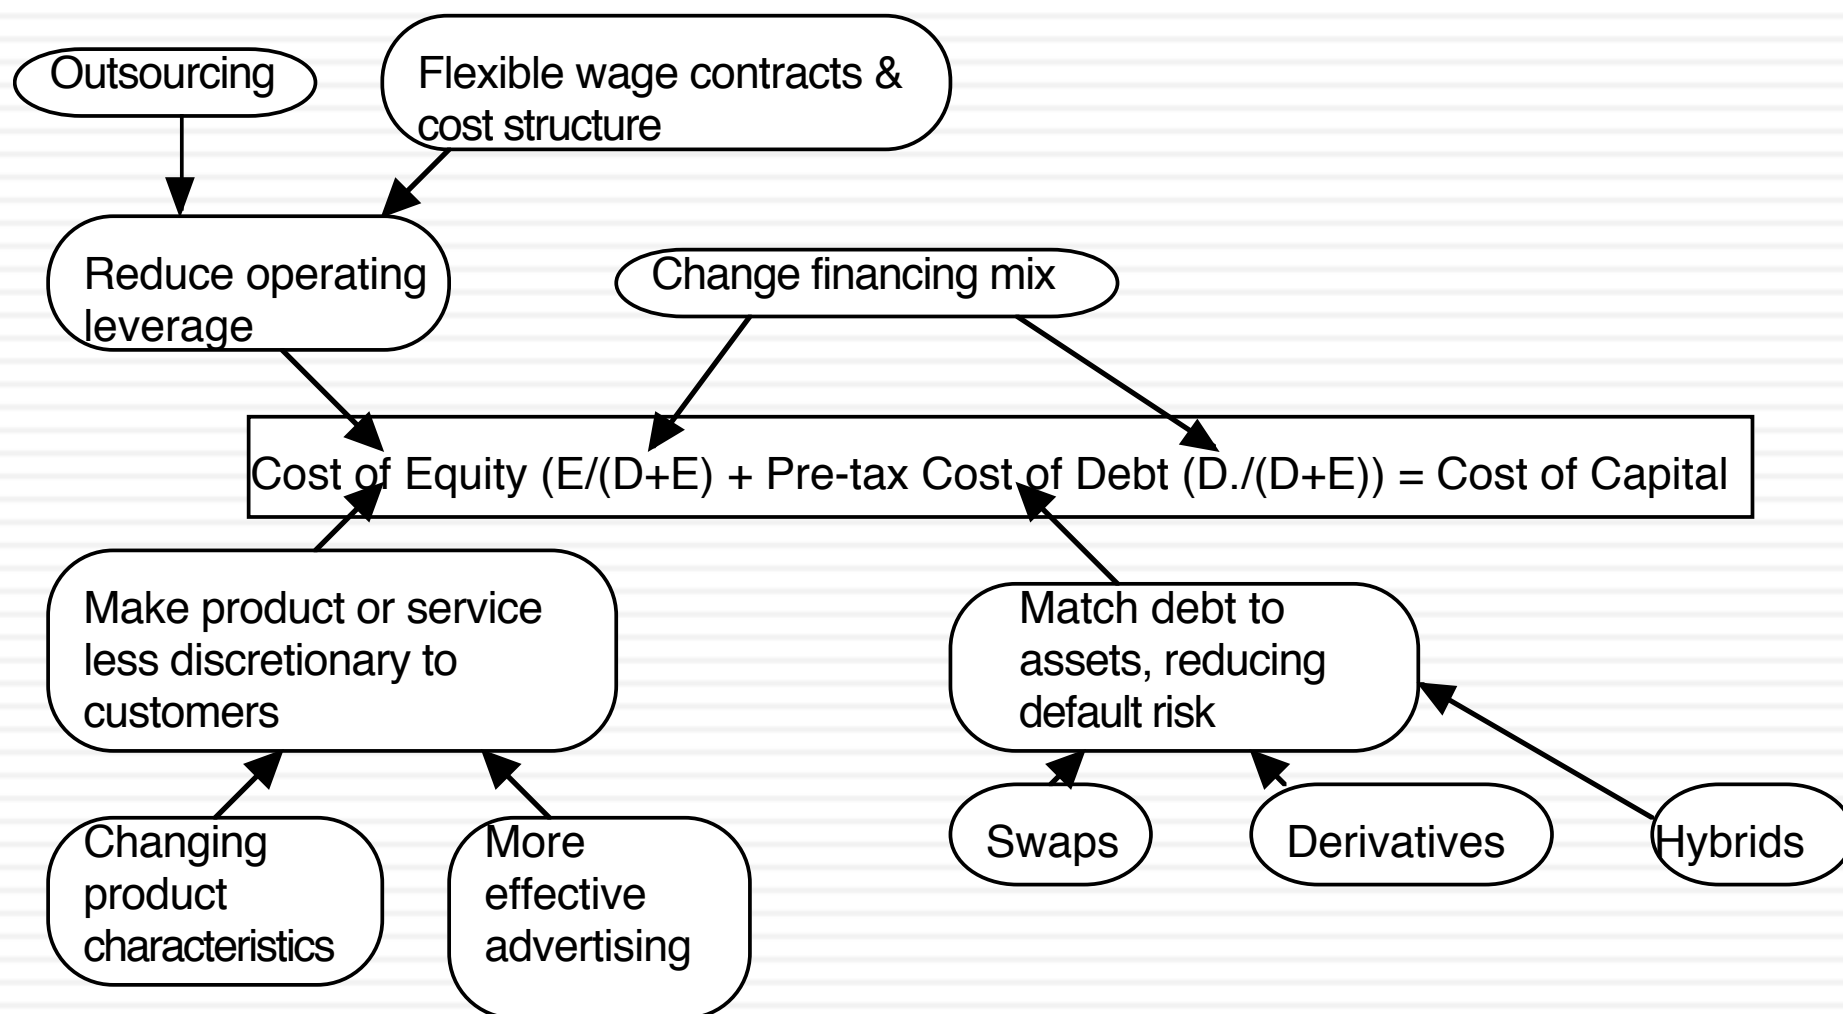 Outsourcing
Flexible wage contracts &
cost structure
Reduce operating
leverage
Change financing mix
Cost of Equity (E/(D+E) + Pre-tax Cost of Debt (D./(D+E)) = Cost of Capital
Make product or service
less discretionary to
customers
Match debt to
assets, reducing
default risk
Changing
product
characteristics
More
effective
advertising
Swaps
Derivatives
Hybrids